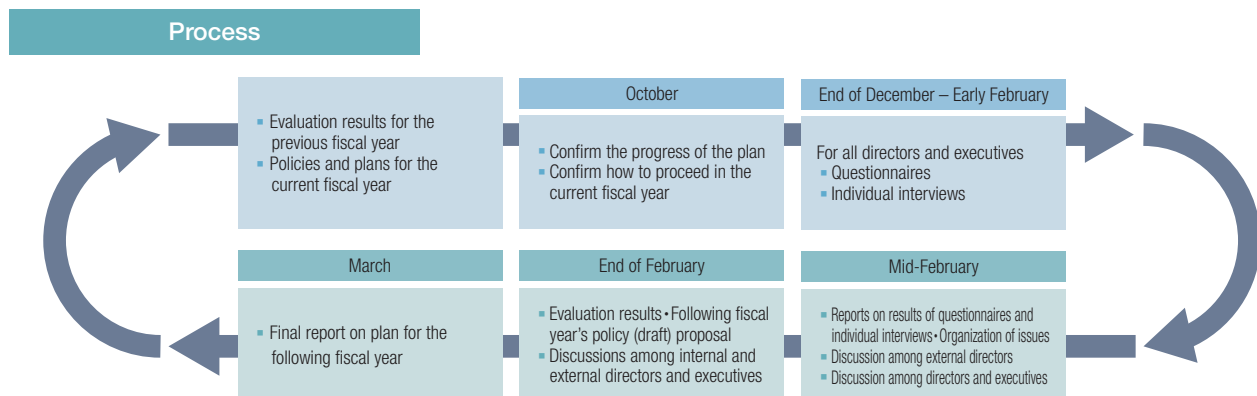 Process
▪ Evaluation results for the
previous fiscal year
▪ Policies and plans for the
current fiscal year
October
▪ Confirm the progress of the plan
▪ Confirm how to proceed in the
current fiscal year
End of December – Early February
For all directors and executives
▪ Questionnaires
▪ Individual interviews
March
▪ Final report on plan for the
following fiscal year
End of February
▪ Evaluation results・Following fiscal
year's policy (draft) proposal
▪ Discussions among internal and
external directors and executives
Mid-February
▪ Reports on results of questionnaires and
individual interviews・Organization of issues
▪ Discussion among external directors
▪ Discussion among directors and executives